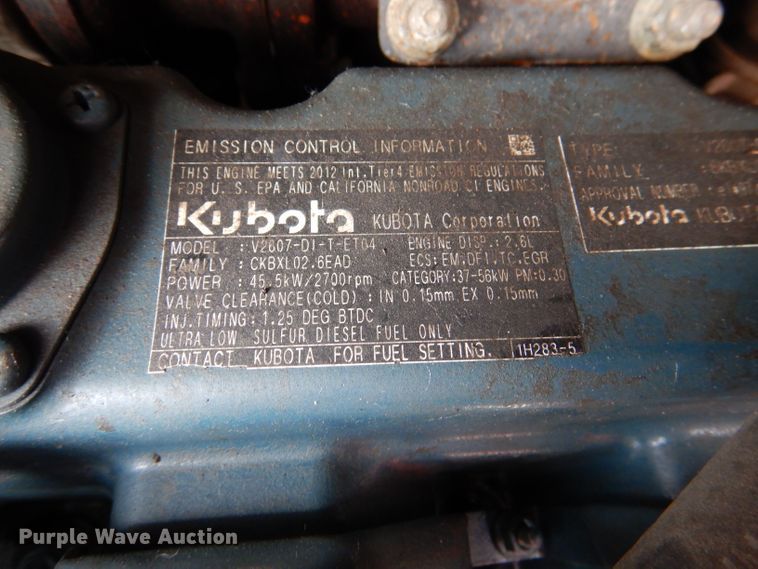 EMISSION CONTROL INFORMATION
THIS ENGINE MEETS 2012 Int.Tier4 EMISSION REGULATIONS
FOR U.S. EPA AND CALIFORNIA NONROAD CI ENGINES.
Kubota KUBOTA Corporation
MODEL :V2607-DI-T-ET04 ENGINE DISP.:2.6L
FAMILY :CKBXL02.6EAD ECS:EM,DFI,TC,EGR
POWER :45.5kW/2700rpm CATEGORY:37-56kW PM:0.30
VALVE CLEARANCE(COLD) :IN 0.15mm EX 0.15mm
INJ.TIMING:1.25 DEG BTDC
ULTRA LOW SULFUR DIESEL FUEL ONLY
CONTACT KUBOTA FOR FUEL SETTING. 1H283-5
TYPE:
FAMILY
APPROVAL NUMBER
Kubota
Purple Wave Auction